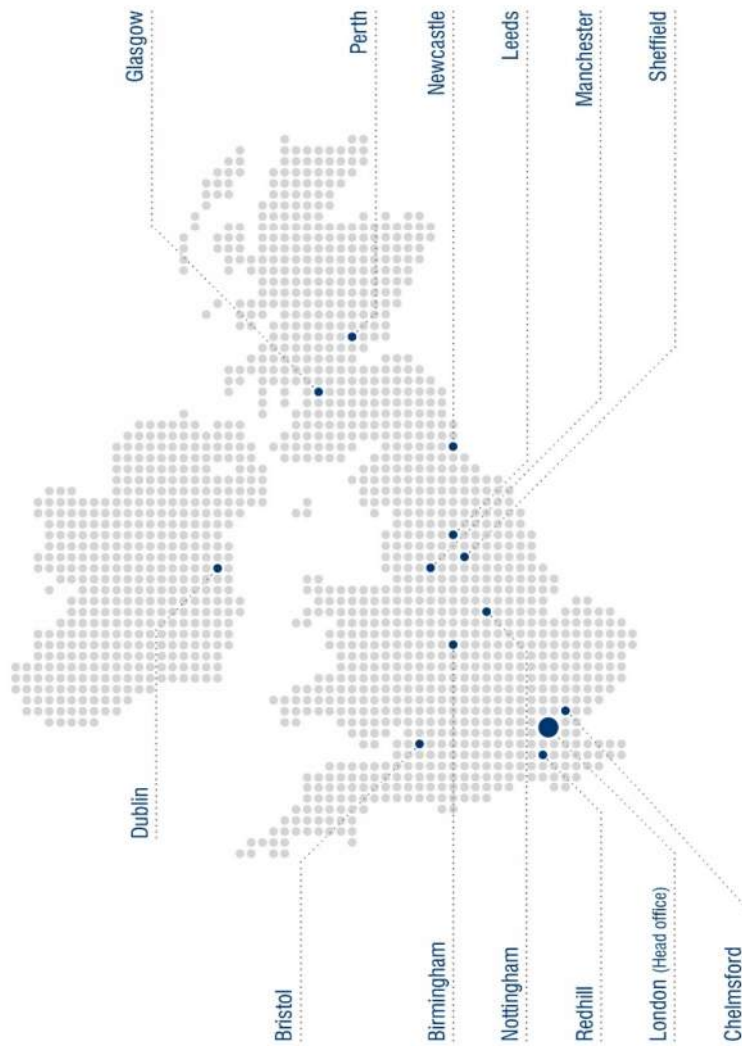 Glasgow
Perth
Newcastle
Leeds
Manchester
Sheffield
Dublin
Bristol
Birmingham
Nottingham
Redhill
London (Head office)
Chelmsford